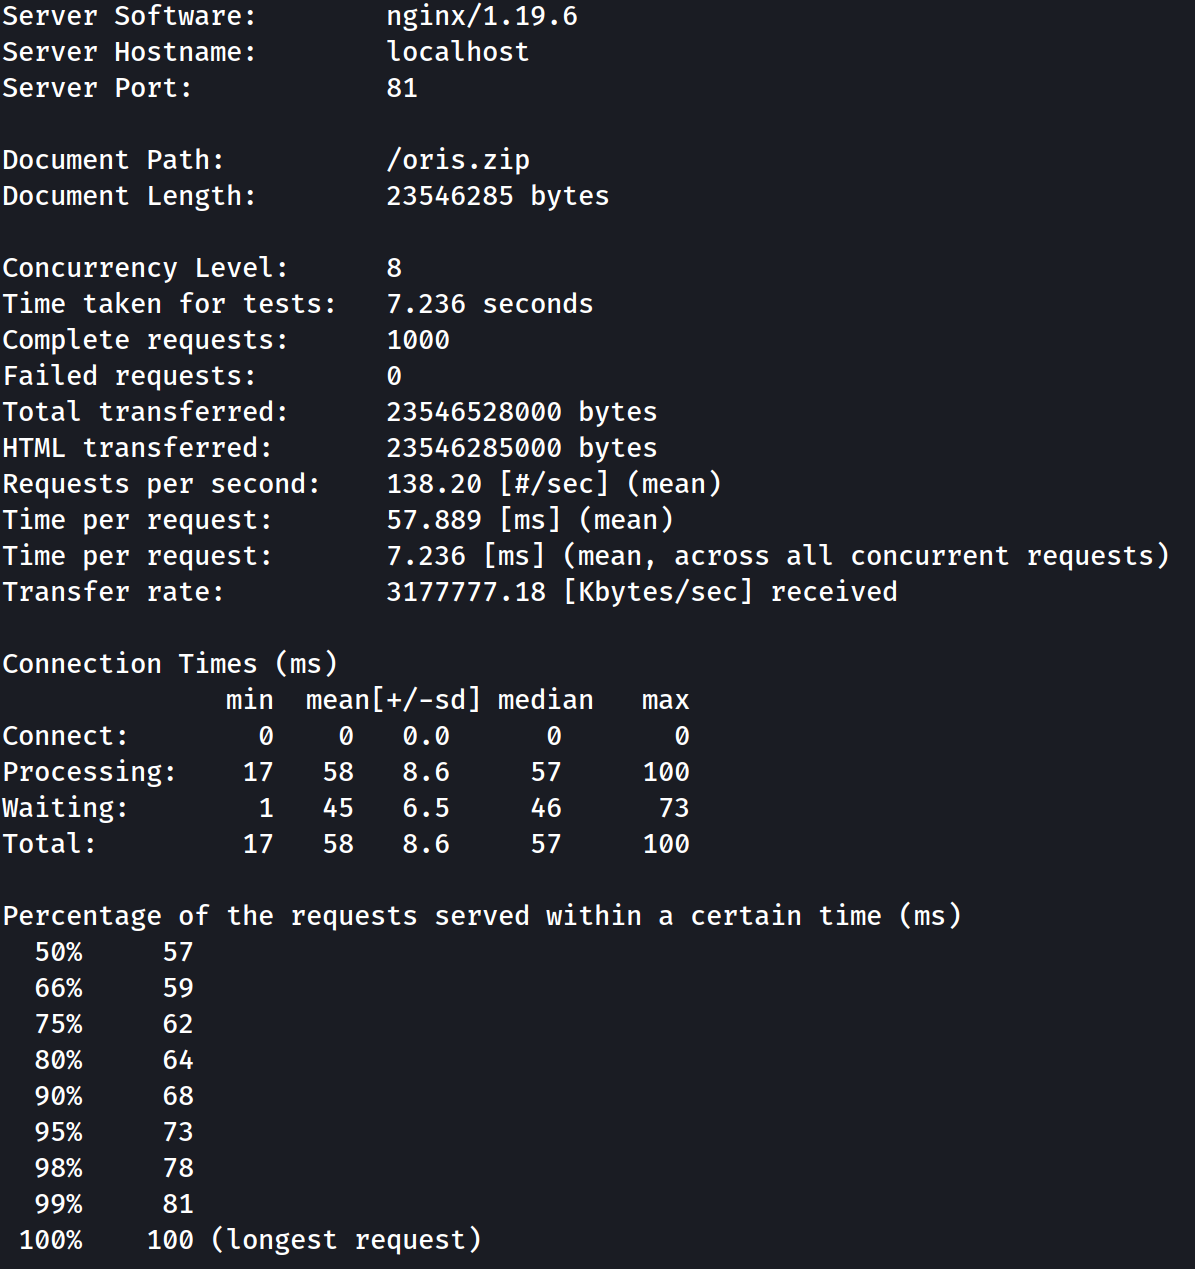 Server Software:        nginx/1.19.6
Server Hostname:        localhost
Server Port:            81

Document Path:          /oris.zip
Document Length:        23546285 bytes

Concurrency Level:      8
Time taken for tests:   7.236 seconds
Complete requests:      1000
Failed requests:        0
Total transferred:      23546528000 bytes
HTML transferred:       23546285000 bytes
Requests per second:    138.20 [#/sec] (mean)
Time per request:       57.889 [ms] (mean)
Time per request:       7.236 [ms] (mean, across all concurrent requests)
Transfer rate:          3177777.18 [Kbytes/sec] received

Connection Times (ms)
              min  mean[+/-sd] median   max
Connect:        0    0   0.0      0       0
Processing:    17   58   8.6     57     100
Waiting:        1   45   6.5     46      73
Total:         17   58   8.6     57     100

Percentage of the requests served within a certain time (ms)
  50%     57
  66%     59
  75%     62
  80%     64
  90%     68
  95%     73
  98%     78
  99%     81
 100%    100 (longest request)